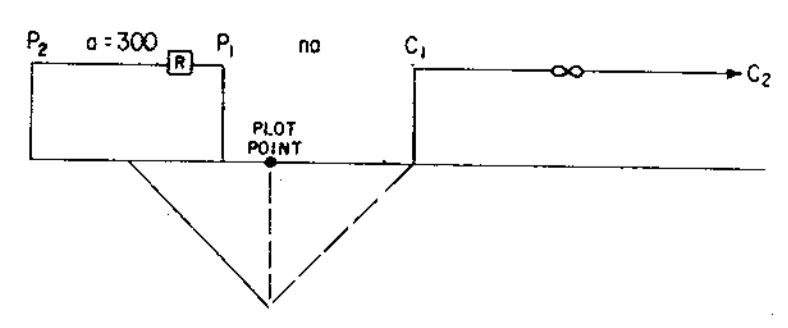 P₂ a = 300 P₁ na C₁
R
C₂
PLOT
POINT